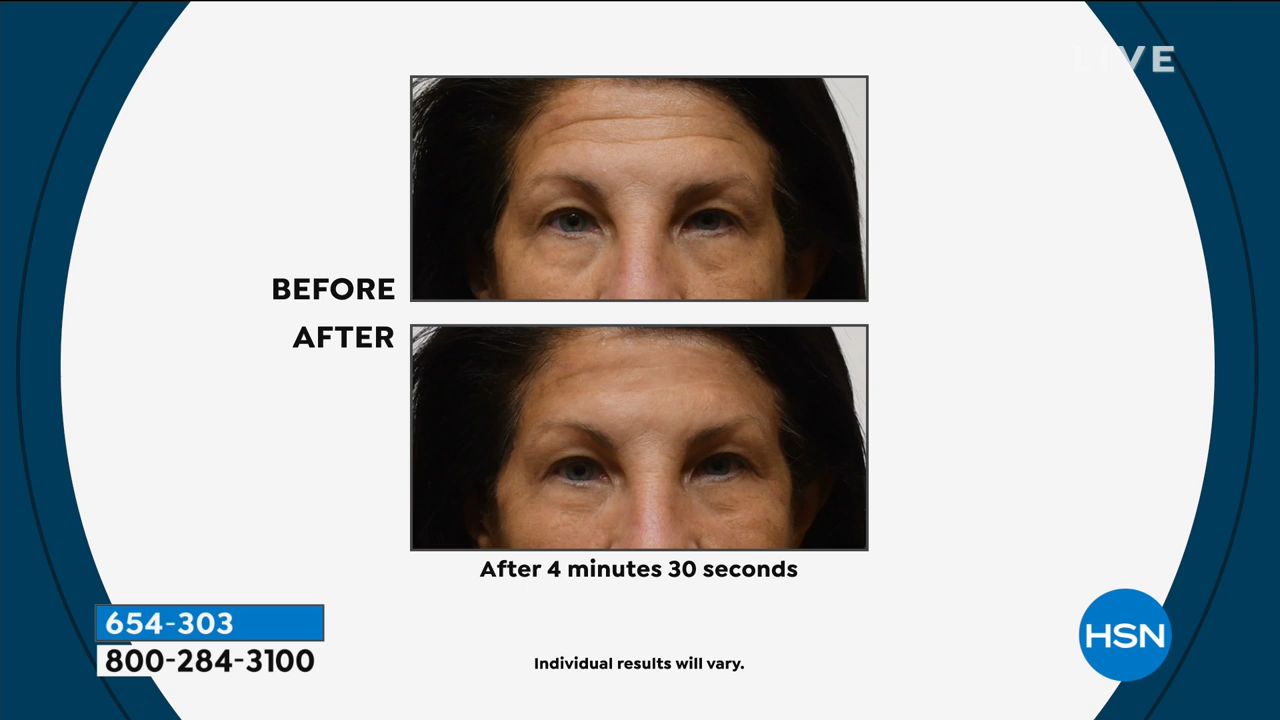 LIVE
BEFORE
AFTER
After 4 minutes 30 seconds
654-303
800-284-3100
Individual results will vary.
HSN